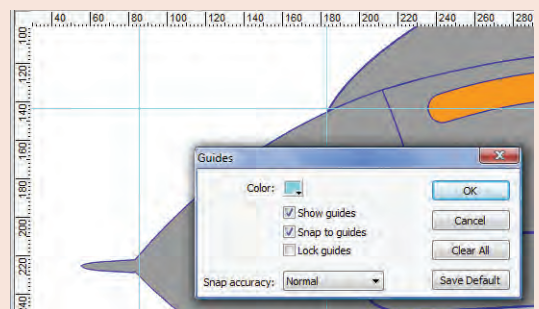 40 60 80 100 120 140 160 180 200 220 240 260 280
100
120
140
160
180
200
220
240
Guides
Color:
OK
Show guides
Cancel
Snap to guides
Lock guides
Clear All
Snap accuracy: Normal
Save Default